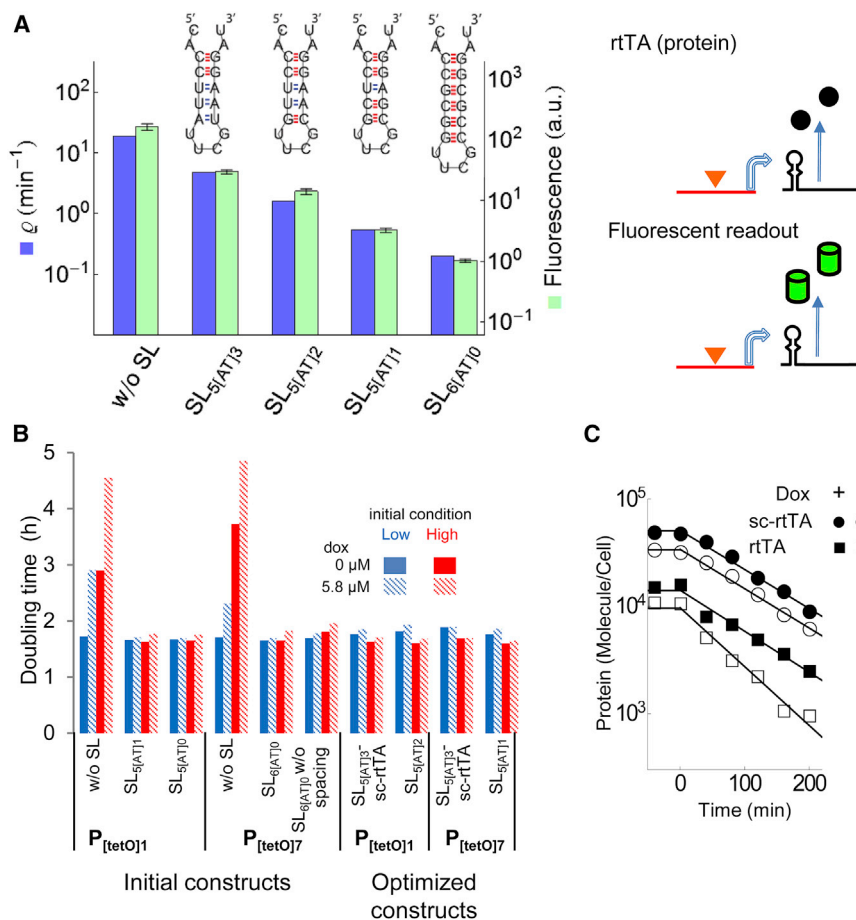 A
5' 3'
5' 3'
5' 3'
5' 3'
10²
10¹
10⁰
10⁻¹
ϱ (min⁻¹)
10³
10²
10¹
10⁰
10⁻¹
Fluorescence (a.u.)
w/o SL
SL5[AT]3
SL5[AT]2
SL5[AT]1
SL6[AT]0
rtTA (protein)
Fluorescent readout
B
Doubling time (h)
5
4
3
2
1
0
initial condition
Low High
dox
0 µM
5.8 µM
w/o SL
SL5[AT]1
SL5[AT]0
w/o SL
SL6[AT]0
SL6[AT]0 w/o
spacing
SL5[AT]3-
sc-rtTA
SL5[AT]2
SL5[AT]3-
sc-rtTA
SL5[AT]1
P[tetO]1
P[tetO]7
P[tetO]1
P[tetO]7
Initial constructs
Optimized
constructs
C
Dox +
sc-rtTA
rtTA
Protein (Molecule/Cell)
10⁵
10⁴
10³
0 100 200
Time (min)